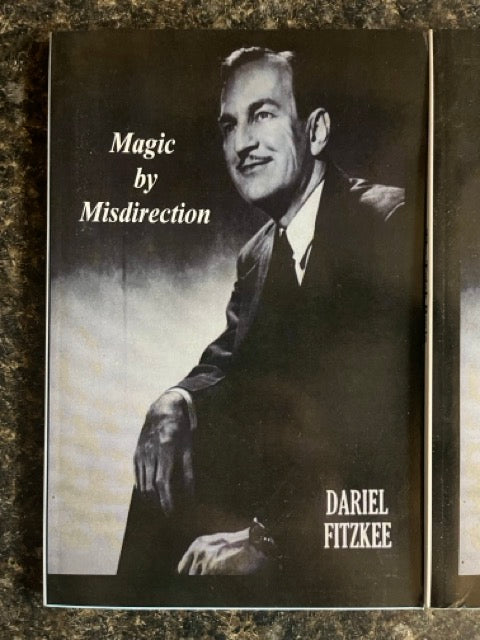 Magic
by
Misdirection
DARIEL
FITZKEE